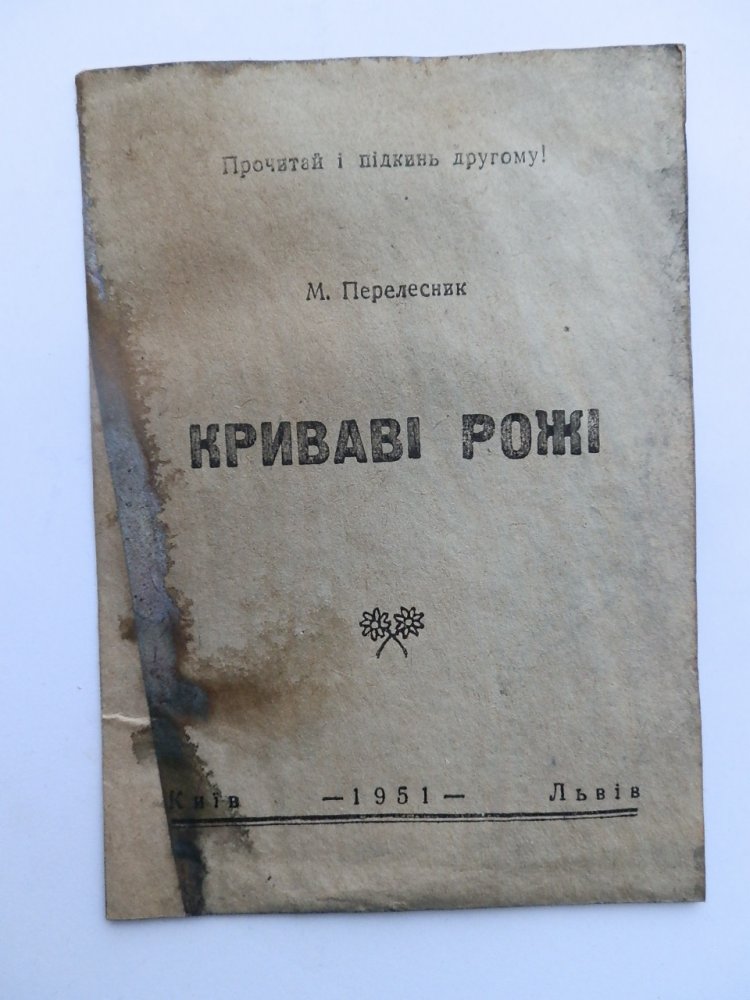 Прочитай і підкинь другому!
М. Перелесник
КРИВАВІ РОЖІ
Київ —1951— Львів